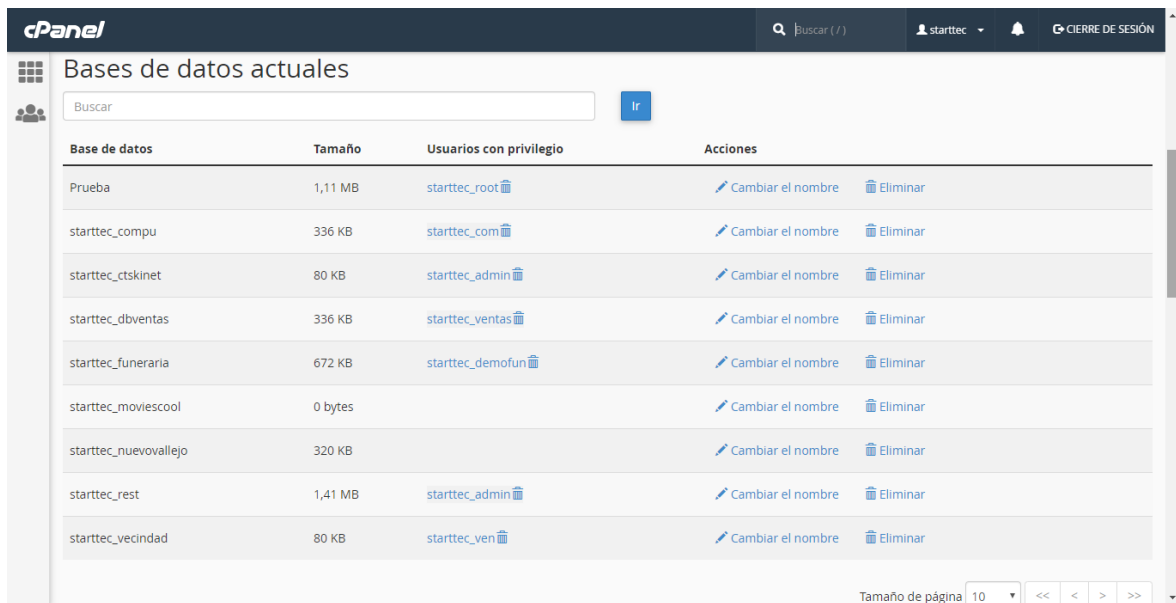 cPanel Buscar ( / ) starttec CIERRE DE SESIÓN
Bases de datos actuales
Buscar Ir
Base de datos Tamaño Usuarios con privilegio Acciones
Prueba 1,11 MB starttec_root Cambiar el nombre Eliminar
starttec_compu 336 KB starttec_com Cambiar el nombre Eliminar
starttec_ctskinet 80 KB starttec_admin Cambiar el nombre Eliminar
starttec_dbventas 336 KB starttec_ventas Cambiar el nombre Eliminar
starttec_funeraria 672 KB starttec_demofun Cambiar el nombre Eliminar
starttec_moviescool 0 bytes Cambiar el nombre Eliminar
starttec_nuevovallejo 320 KB Cambiar el nombre Eliminar
starttec_rest 1,41 MB starttec_admin Cambiar el nombre Eliminar
starttec_vecindad 80 KB starttec_ven Cambiar el nombre Eliminar
Tamaño de página 10 << < > >>